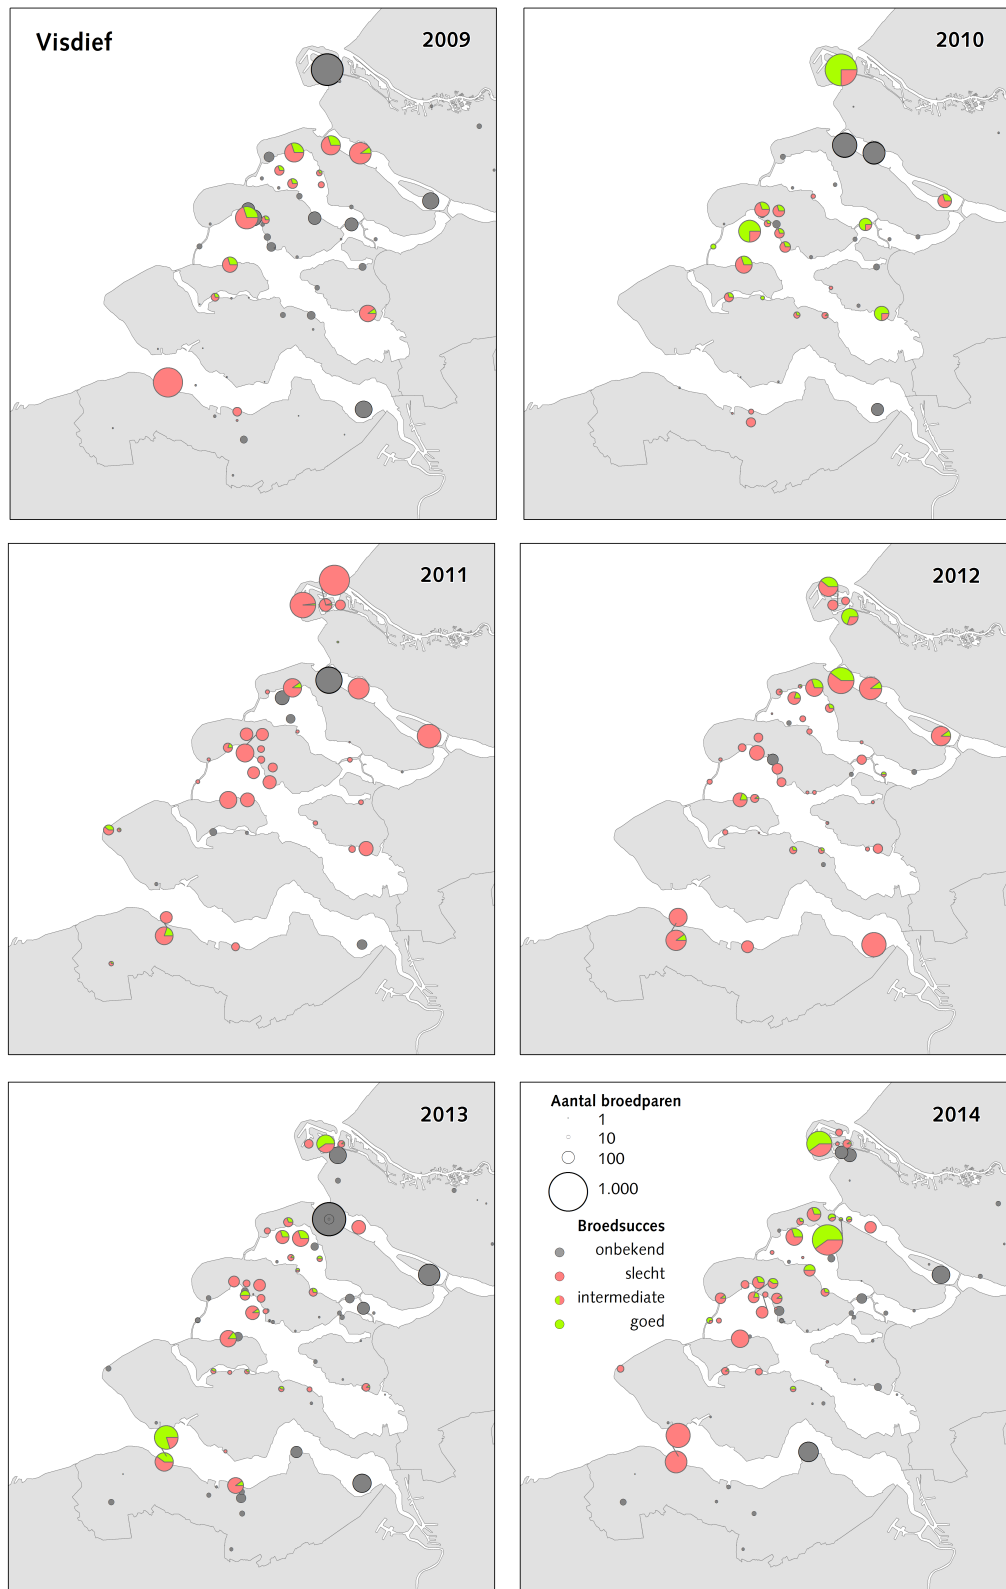 Visdief
2009
2010
2011
2012
2013
2014
Aantal broedparen
1
10
100
1.000
Broedsucces
onbekend
slecht
intermediate
goed